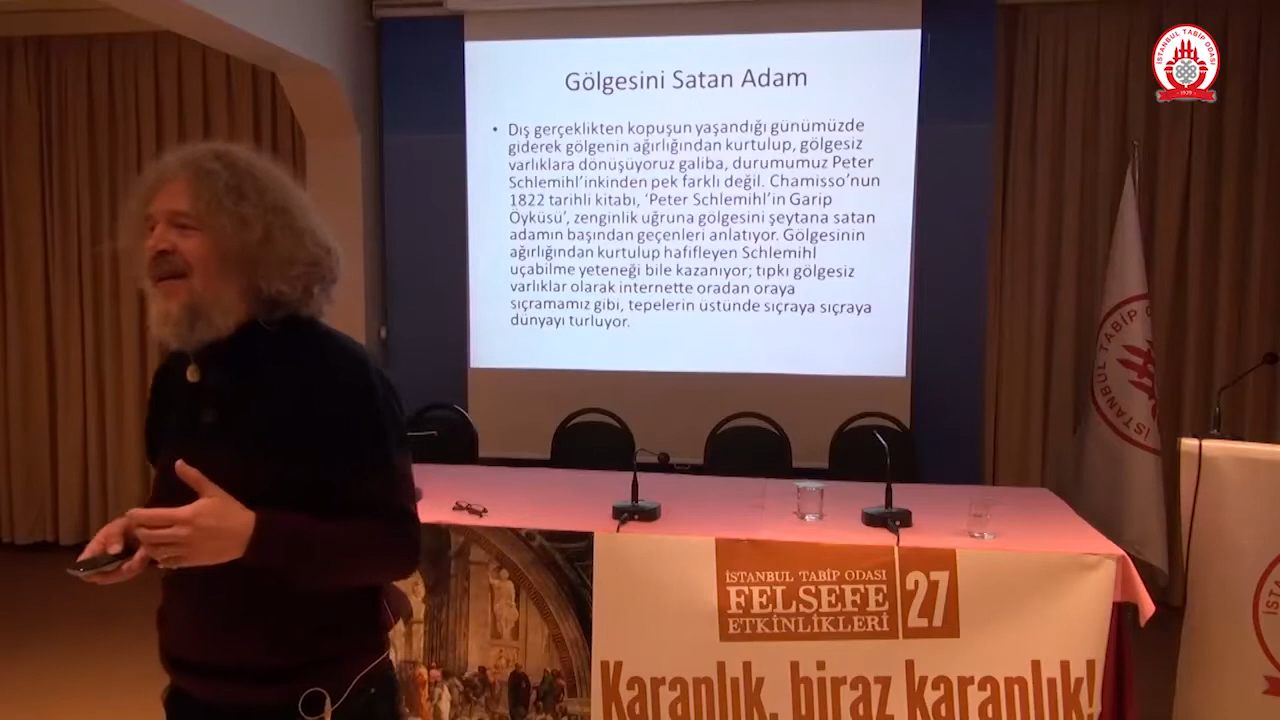 İSTANBUL TABİP ODASI
1929
Gölgesini Satan Adam
• Dış gerçeklikten kopuşun yaşandığı günümüzde
giderek gölgenin ağırlığından kurtulup, gölgesiz
varlıklara dönüşüyoruz galiba, durumumuz Peter
Schlemihl’inkinden pek farklı değil. Chamisso’nun
1822 tarihli kitabı, ‘Peter Schlemihl’in Garip
Öyküsü’, zenginlik uğruna gölgesini şeytana satan
adamın başından geçenleri anlatıyor. Gölgesinin
ağırlığından kurtulup hafifleyen Schlemihl
uçabilme yeteneği bile kazanıyor; tıpkı gölgesiz
varlıklar olarak internette oradan oraya
sıçramamız gibi, tepelerin üstünde sıçraya sıçraya
dünyayı turluyor.
İSTANBUL TABİP O
İSTANBUL TABİP ODASI
FELSEFE
ETKİNLİKLERİ
27
Karanlık, biraz karanlık!
İST